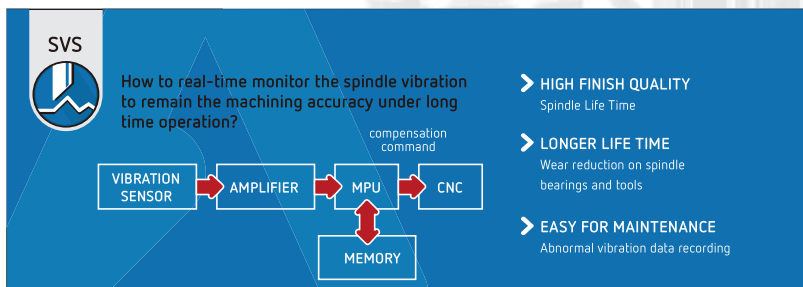 SVS
How to real-time monitor the spindle vibration
to remain the machining accuracy under long
time operation?
compensation
command
VIBRATION
SENSOR
AMPLIFIER
MPU
CNC
MEMORY
HIGH FINISH QUALITY
Spindle Life Time
LONGER LIFE TIME
Wear reduction on spindle
bearings and tools
EASY FOR MAINTENANCE
Abnormal vibration data recording